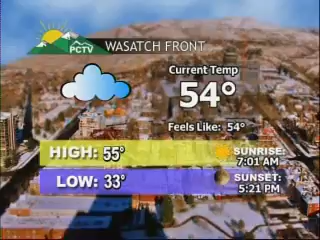 PCTV
WASATCH FRONT
Current Temp
54°
Feels Like: 54°
HIGH: 55°
SUNRISE:
7:01 AM
LOW: 33°
SUNSET:
5:21 PM